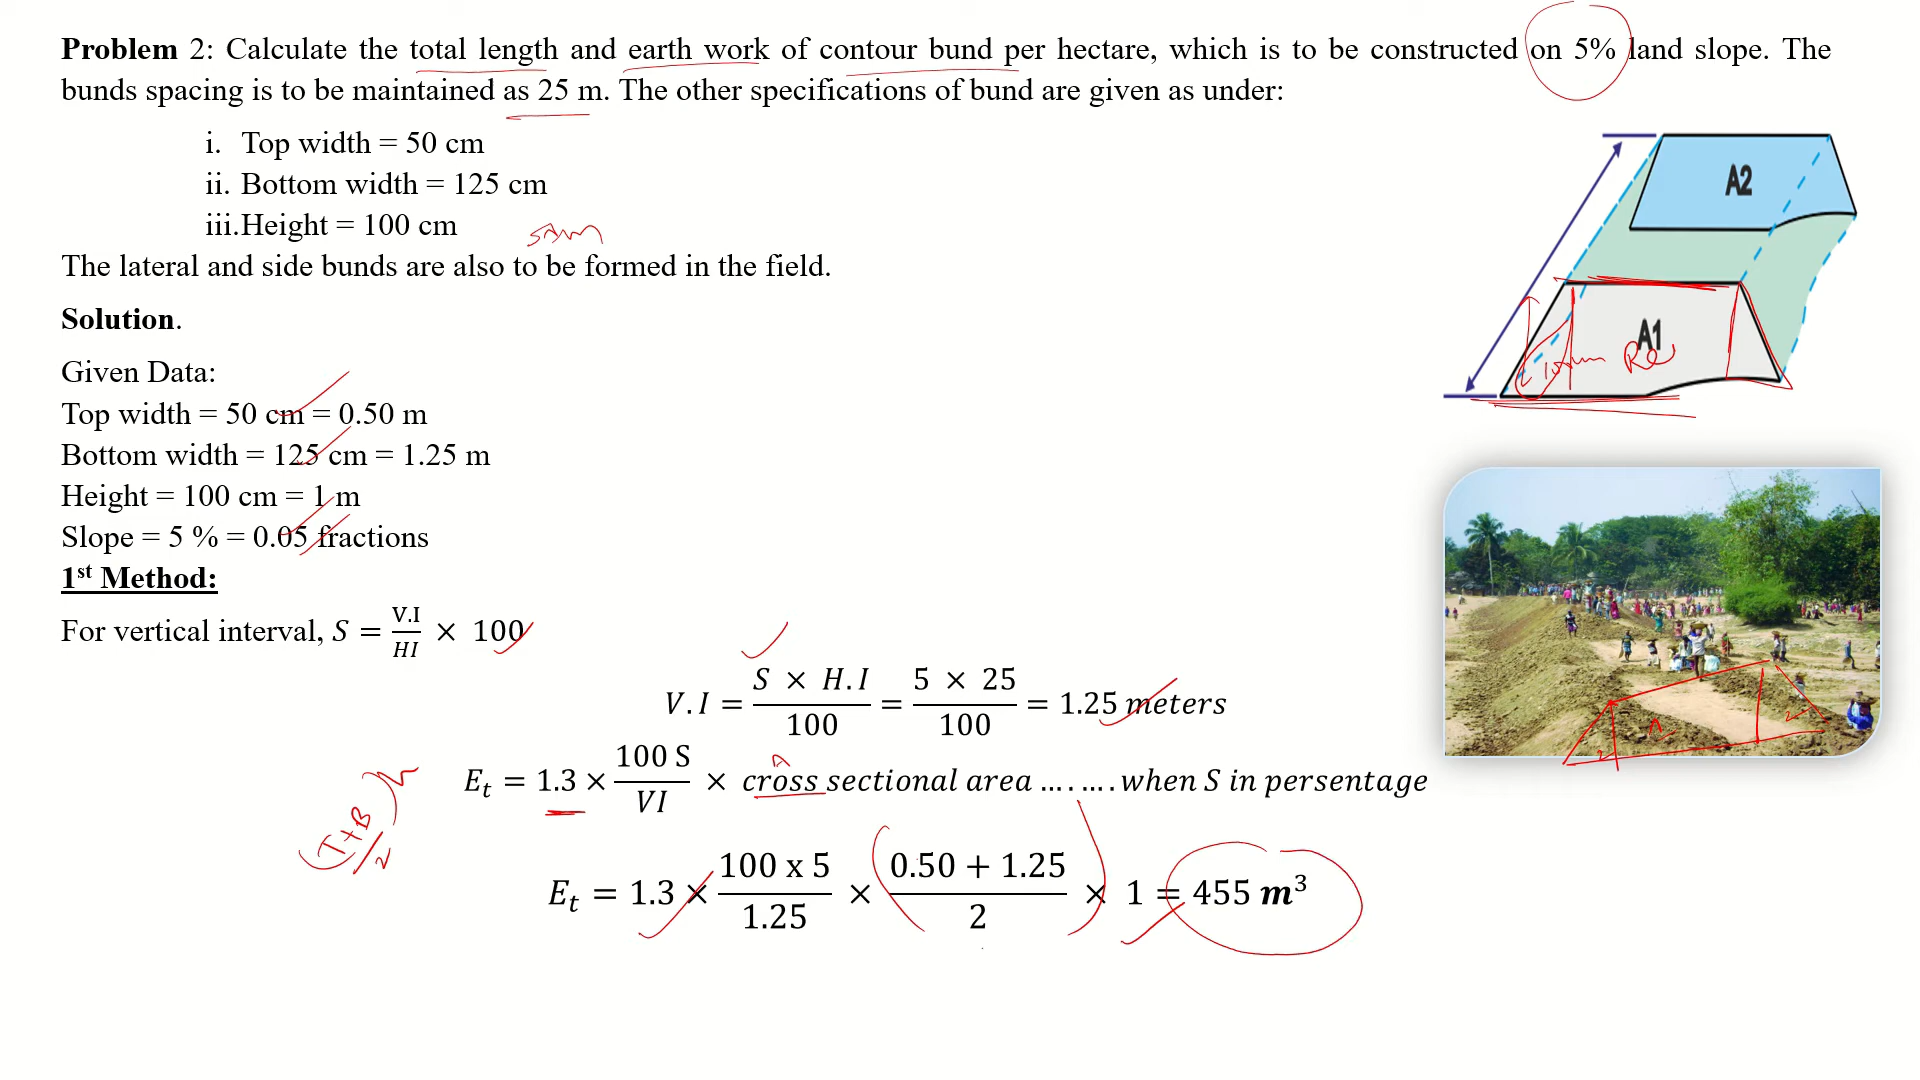 Problem 2: Calculate the total length and earth work of contour bund per hectare, which is to be constructed on 5% land slope. The
bunds spacing is to be maintained as 25 m. The other specifications of bund are given as under:
i. Top width = 50 cm
ii. Bottom width = 125 cm
iii.Height = 100 cm
The lateral and side bunds are also to be formed in the field.
Solution.
Given Data:
Top width = 50 cm = 0.50 m
Bottom width = 125 cm = 1.25 m
Height = 100 cm = 1 m
Slope = 5 % = 0.05 fractions
1st Method:
For vertical interval, S = V.I/HI × 100
V.I = S × H.I/100 = 5 × 25/100 = 1.25 meters
Et = 1.3 × 100 S/VI × cross sectional area … . … . when S in persentage
(T+B/2)h
Et = 1.3 × 100 x 5/1.25 × 0.50 + 1.25/2 × 1 = 455 m³
A2
A1